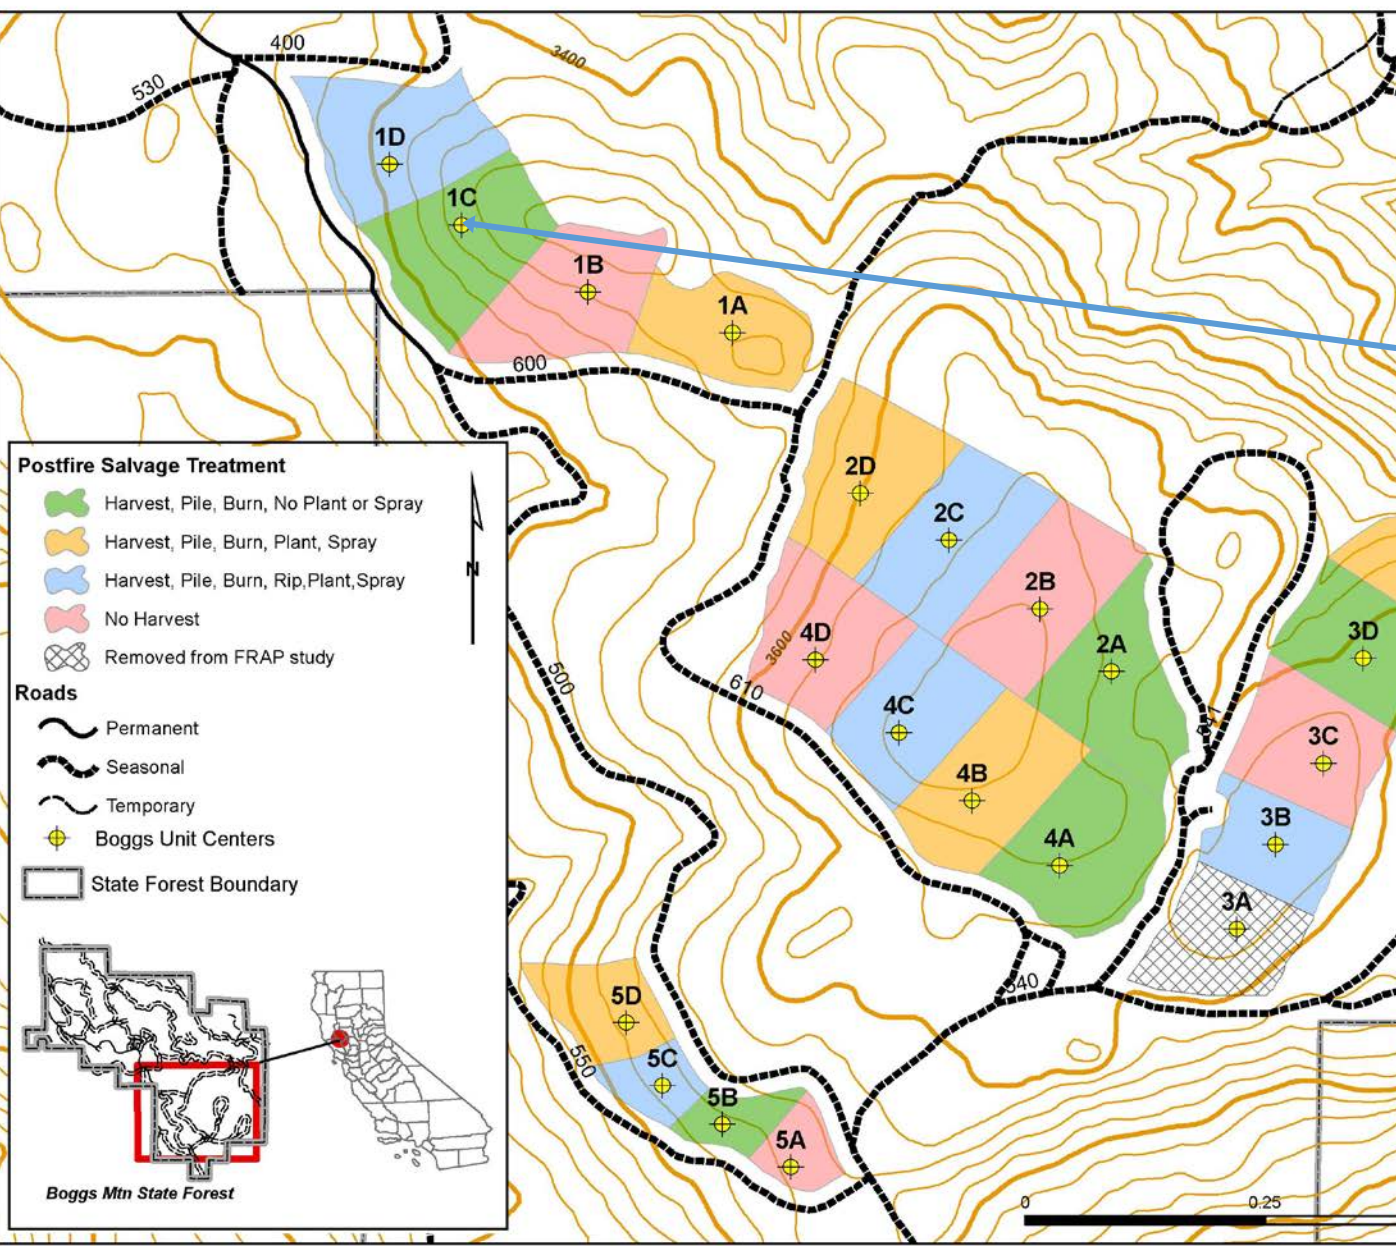 400
3400
530
1D
1C
1B
1A
600
Postfire Salvage Treatment
Harvest, Pile, Burn, No Plant or Spray
Harvest, Pile, Burn, Plant, Spray
Harvest, Pile, Burn, Rip,Plant,Spray
No Harvest
Removed from FRAP study
N
Roads
Permanent
Seasonal
Temporary
Boggs Unit Centers
State Forest Boundary
Boggs Mtn State Forest
2D
2C
2B
2A
4D
3600
610
4C
4B
4A
500
3D
3C
3B
3A
540
5D
5C
550
5B
5A
0
0.25